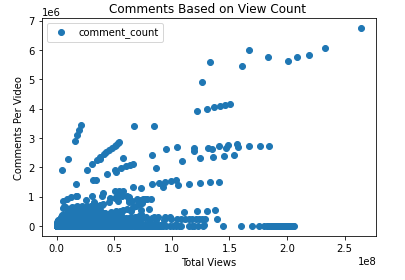 Comments Based on View Count
1e6
comment_count
7
6
5
4
3
2
1
0
Comments Per Video
0.0 0.5 1.0 1.5 2.0 2.5
1e8
Total Views